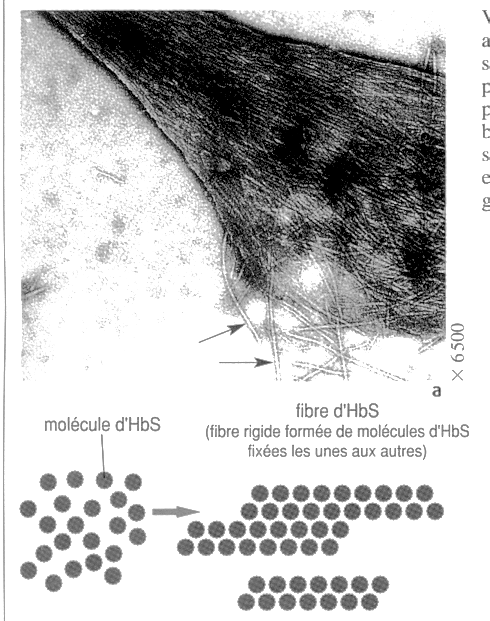 × 6500
a
molécule d'HbS
fibre d'HbS
(fibre rigide formée de molécules d'HbS
fixées les unes aux autres)